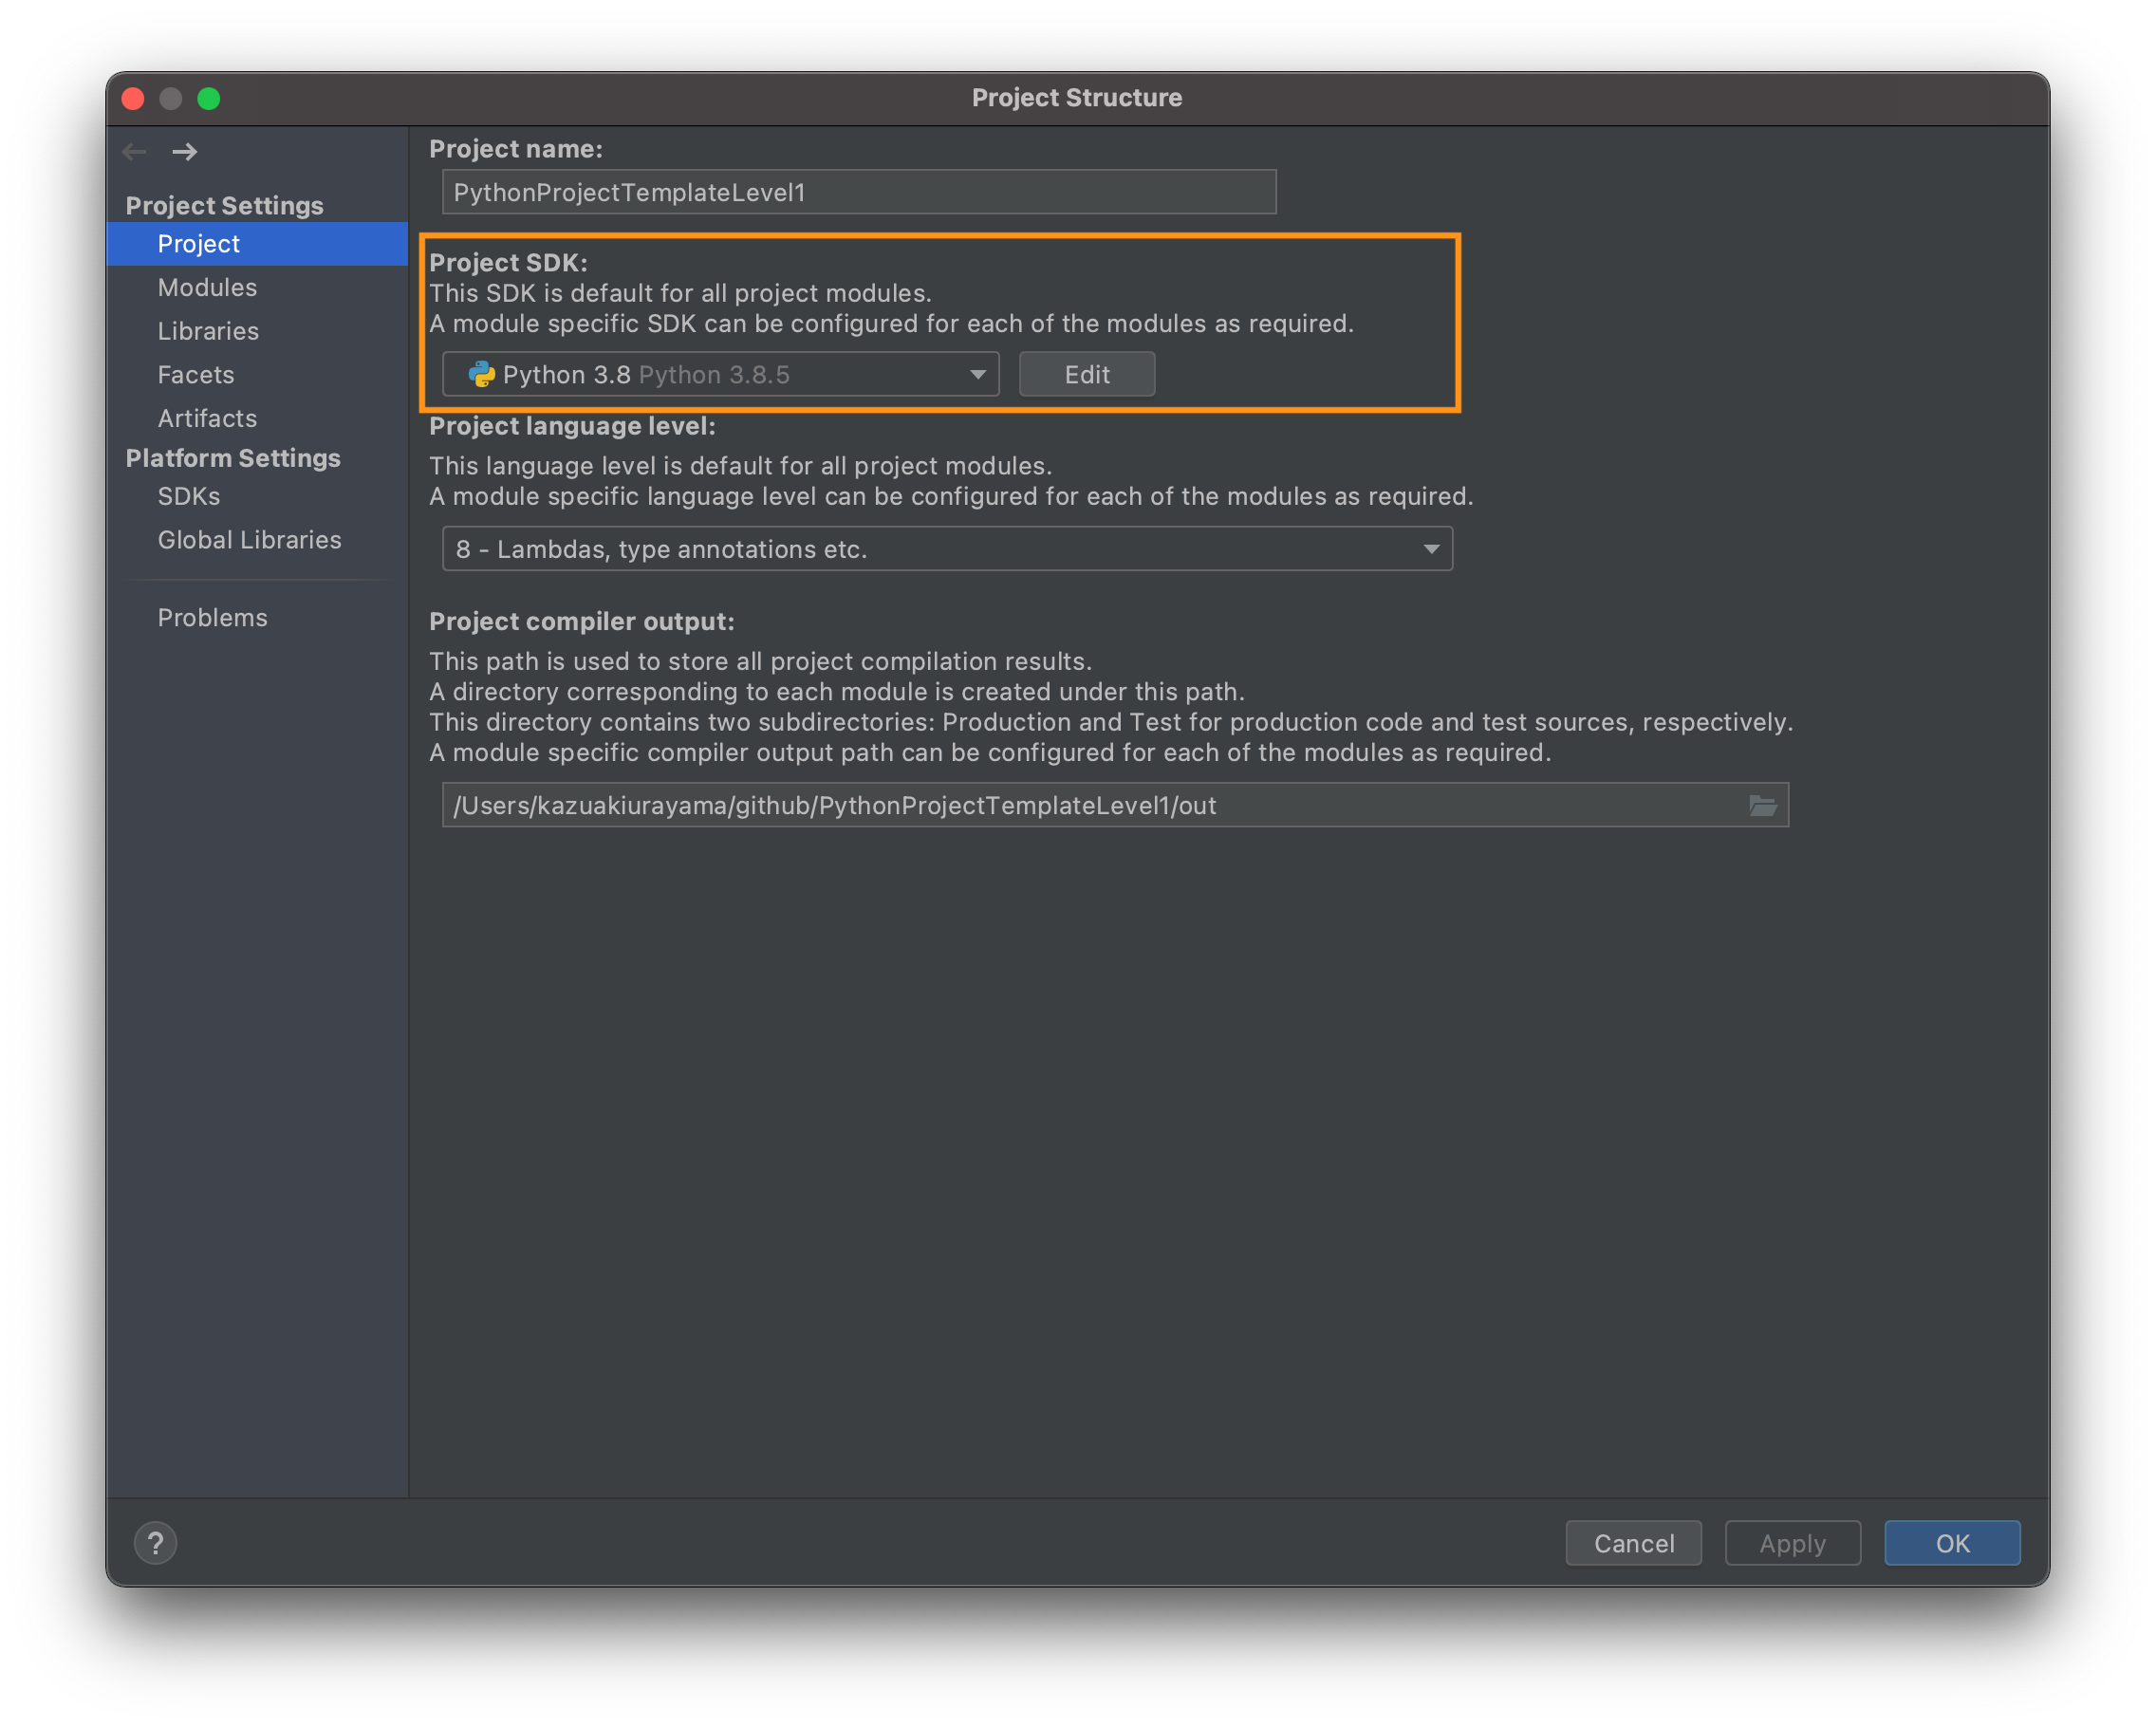 Project Structure
Project Settings
Project
Modules
Libraries
Facets
Artifacts
Platform Settings
SDKs
Global Libraries
Problems
Project name:
PythonProjectTemplateLevel1
Project SDK:
This SDK is default for all project modules.
A module specific SDK can be configured for each of the modules as required.
Python 3.8 Python 3.8.5
Edit
Project language level:
This language level is default for all project modules.
A module specific language level can be configured for each of the modules as required.
8 - Lambdas, type annotations etc.
Project compiler output:
This path is used to store all project compilation results.
A directory corresponding to each module is created under this path.
This directory contains two subdirectories: Production and Test for production code and test sources, respectively.
A module specific compiler output path can be configured for each of the modules as required.
/Users/kazuakiurayama/github/PythonProjectTemplateLevel1/out
?
Cancel
Apply
OK